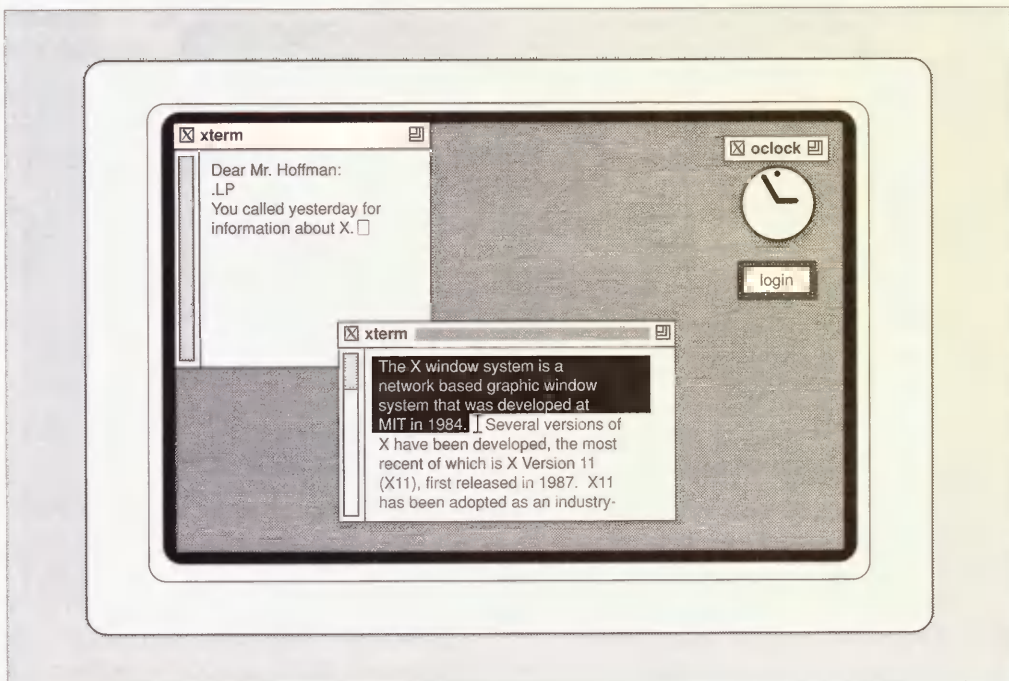 xterm
Dear Mr. Hoffman:
.LP
You called yesterday for
information about X.
oclock
login
xterm
The X window system is a
network based graphic window
system that was developed at
MIT in 1984. Several versions of
X have been developed, the most
recent of which is X Version 11
(X11), first released in 1987. X11
has been adopted as an industry-